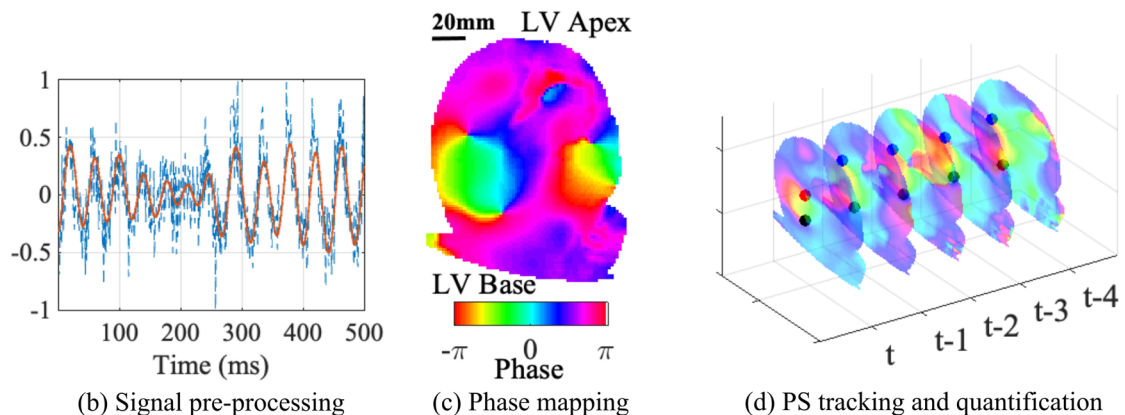 1
0.5
0
-0.5
-1
100 200 300 400 500
Time (ms)
(b) Signal pre-processing
20mm LV Apex
LV Base
-π 0 π
Phase
(c) Phase mapping
t t-1 t-2 t-3 t-4
(d) PS tracking and quantification